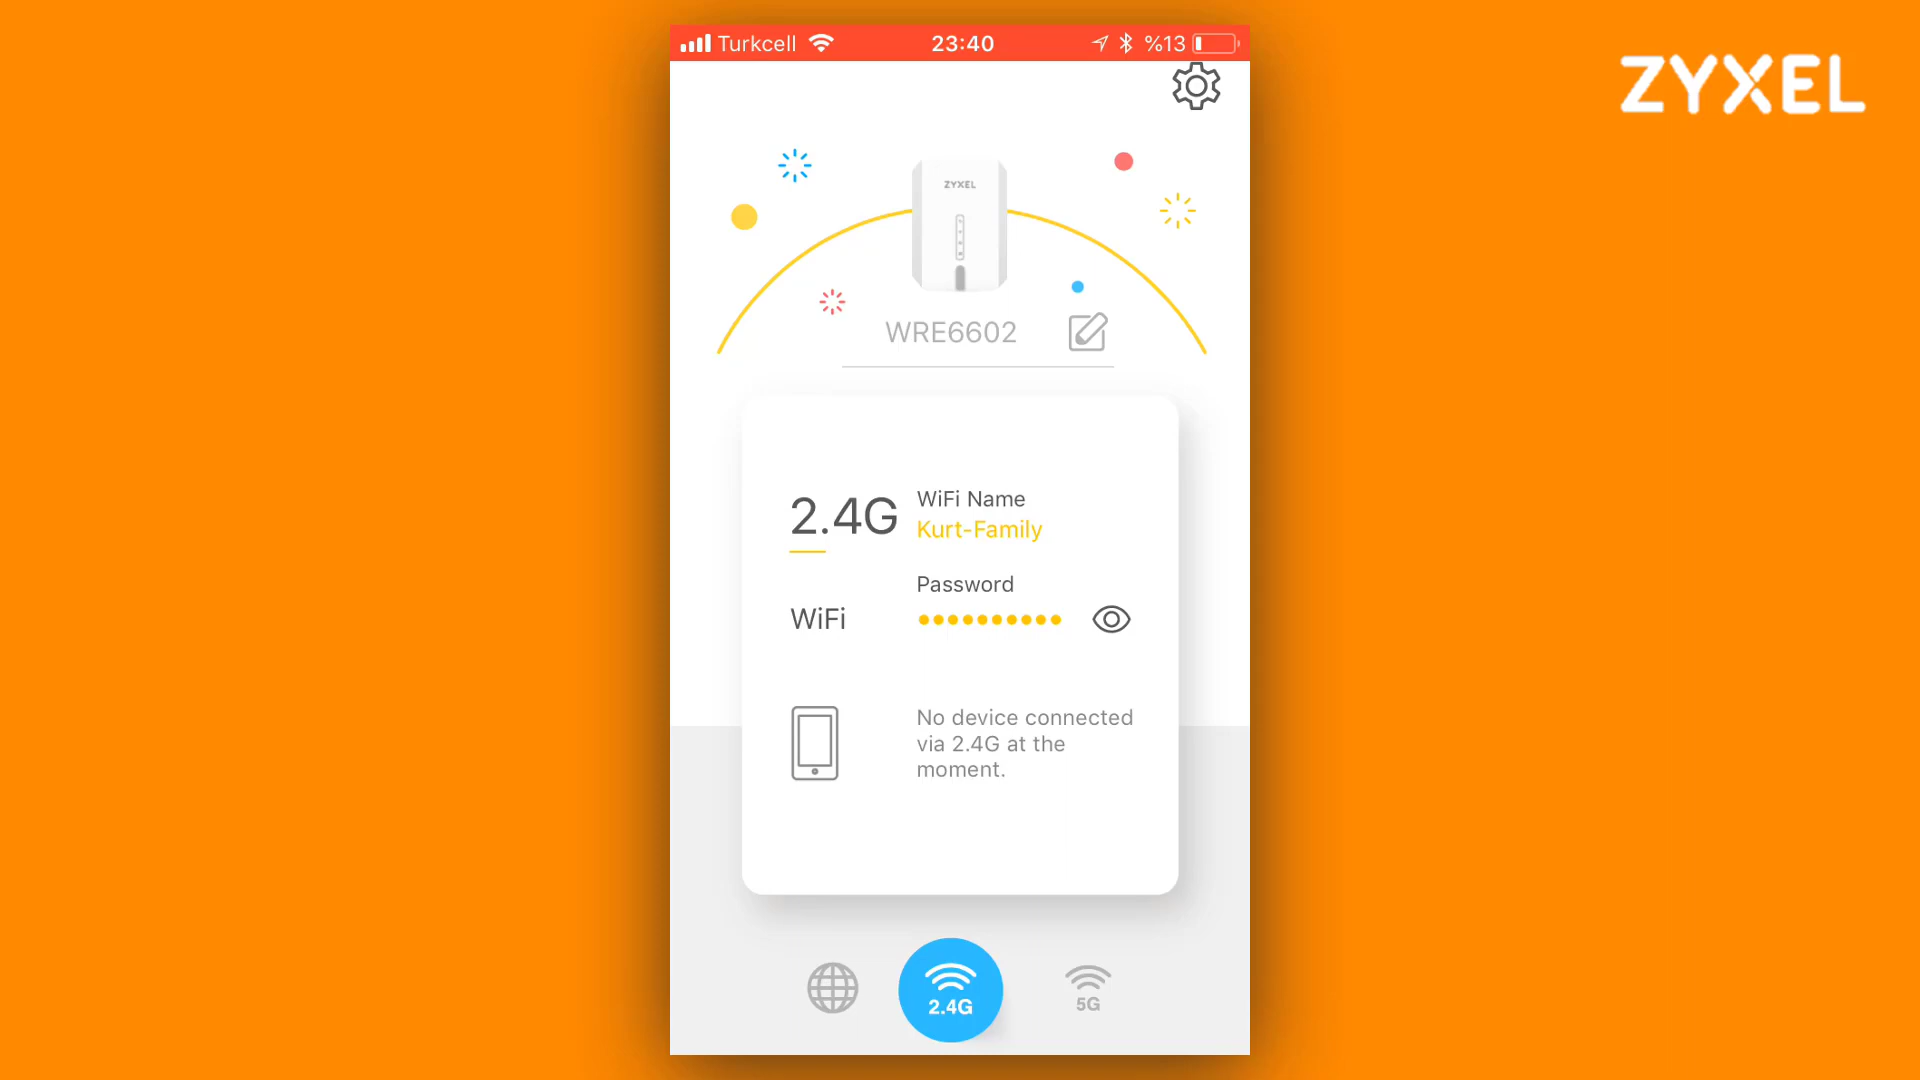 Turkcell 23:40 %13
ZYXEL
ZYXEL
WRE6602
2.4G
WiFi Name
Kurt-Family
Password
WiFi
••••••••••
No device connected
via 2.4G at the
moment.
2.4G
5G